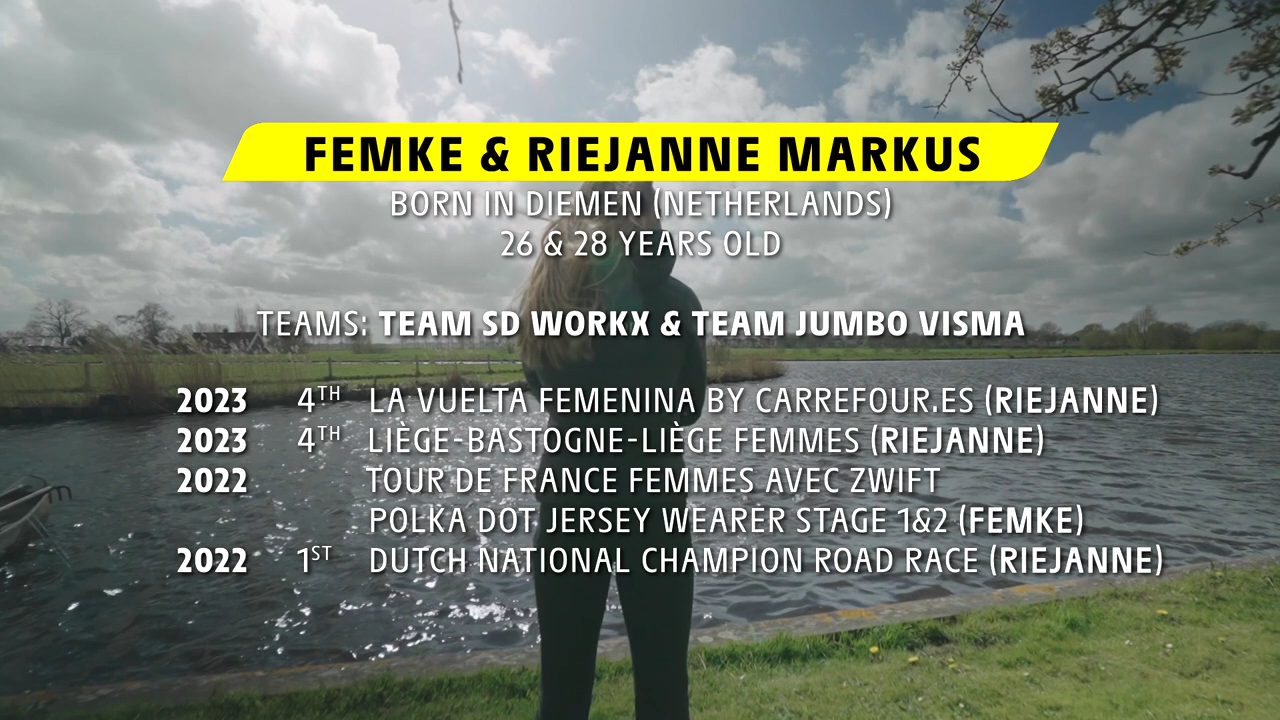 FEMKE & RIEJANNE MARKUS
BORN IN DIEMEN (NETHERLANDS)
26 & 28 YEARS OLD
TEAMS: TEAM SD WORKX & TEAM JUMBO VISMA
2023 4TH LA VUELTA FEMENINA BY CARREFOUR.ES (RIEJANNE)
2023 4TH LIÈGE-BASTOGNE-LIÈGE FEMMES (RIEJANNE)
2022 TOUR DE FRANCE FEMMES AVEC ZWIFT
POLKA DOT JERSEY WEARER STAGE 1&2 (FEMKE)
2022 1ST DUTCH NATIONAL CHAMPION ROAD RACE (RIEJANNE)